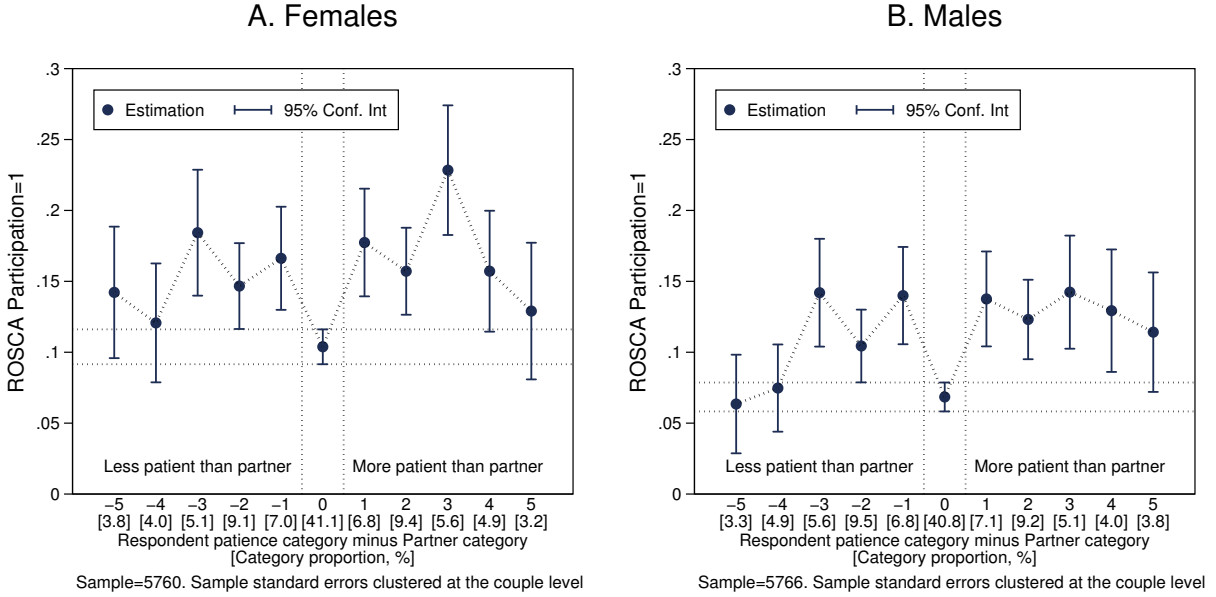 A. Females
.3
.25
.2
.15
.1
.05
0
ROSCA Participation=1
Estimation
95% Conf. Int
Less patient than partner
More patient than partner
−5 −4 −3 −2 −1 0 1 2 3 4 5
[3.8] [4.0] [5.1] [9.1] [7.0] [41.1] [6.8] [9.4] [5.6] [4.9] [3.2]
Respondent patience category minus Partner category
[Category proportion, %]
Sample=5760. Sample standard errors clustered at the couple level
B. Males
.3
.25
.2
.15
.1
.05
0
ROSCA Participation=1
Estimation
95% Conf. Int
Less patient than partner
More patient than partner
−5 −4 −3 −2 −1 0 1 2 3 4 5
[3.3] [4.9] [5.6] [9.5] [6.8] [40.8] [7.1] [9.2] [5.1] [4.0] [3.8]
Respondent patience category minus Partner category
[Category proportion, %]
Sample=5766. Sample standard errors clustered at the couple level